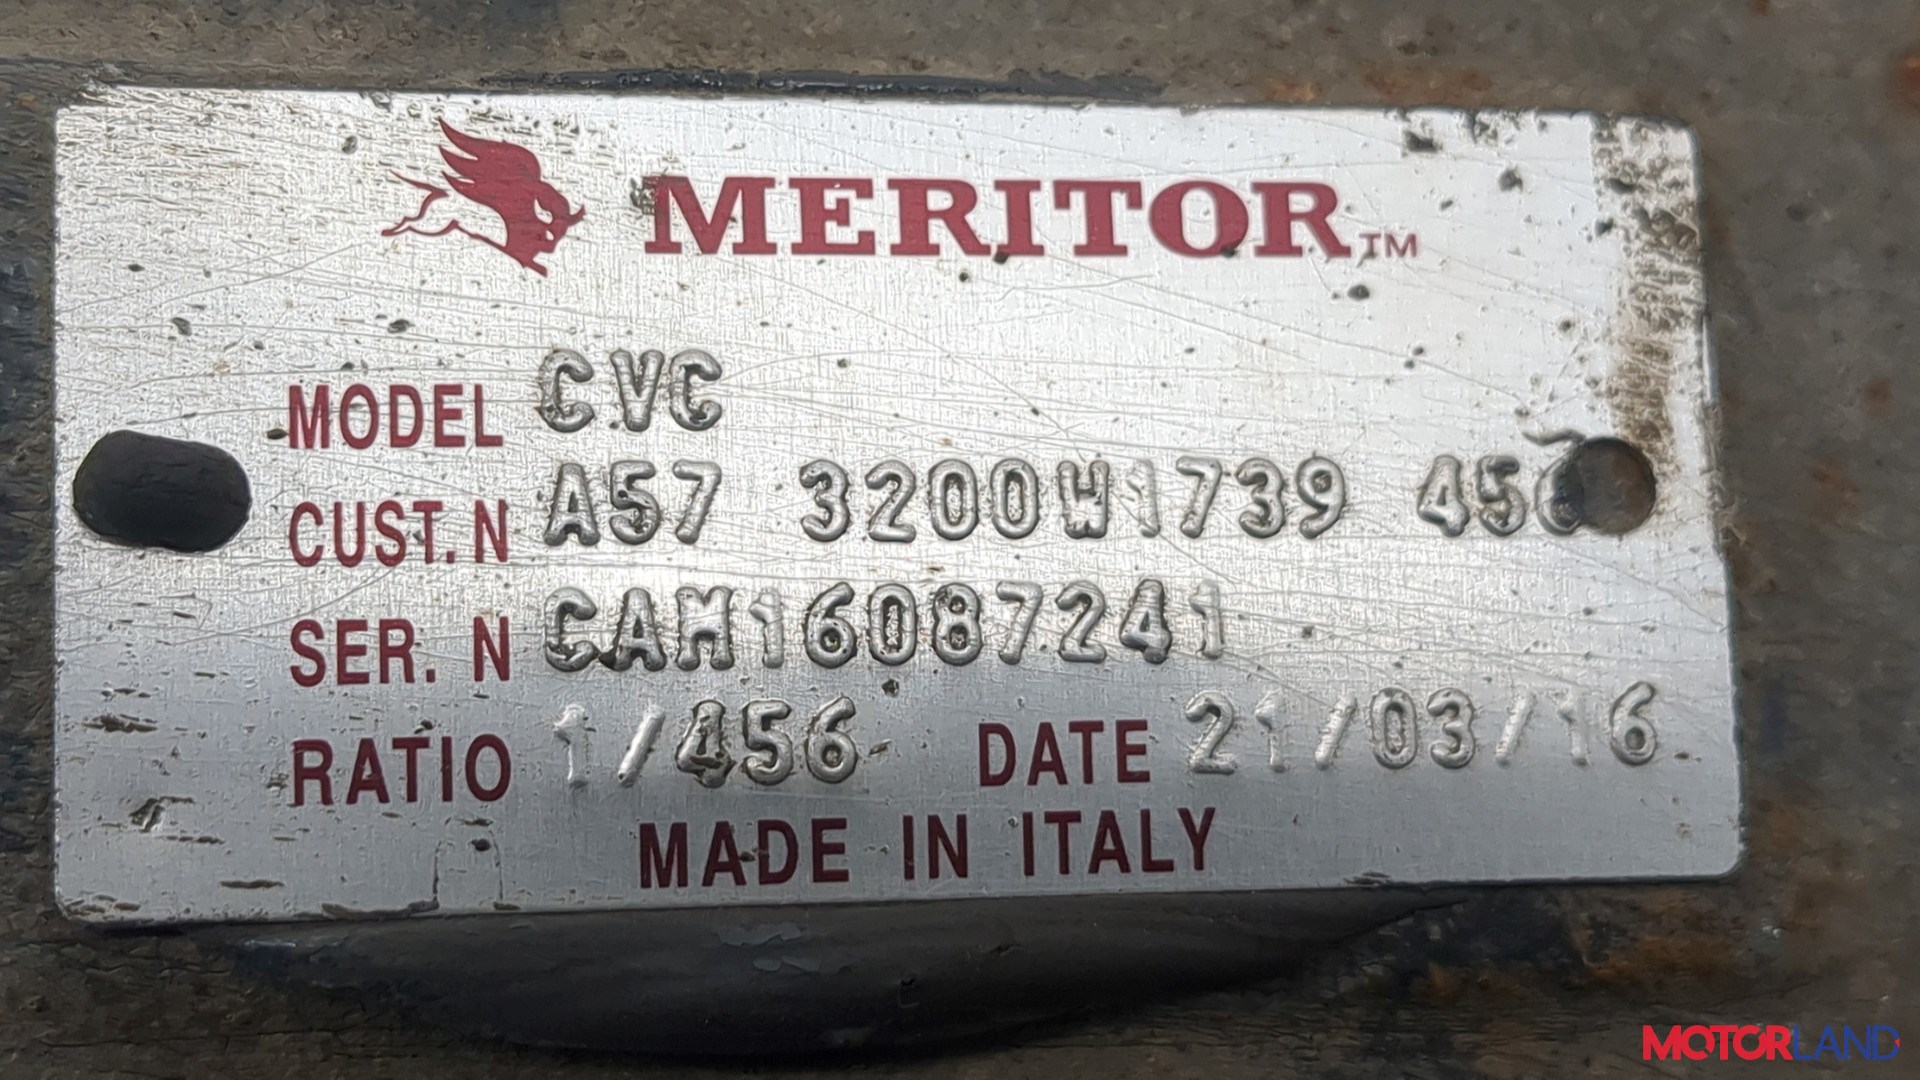 MERITOR™
MODEL CVC
CUST. N A57 3200W1739 456
SER. N CAM16087241
RATIO 1/456 DATE 21/03/16
MADE IN ITALY
MOTORLAND